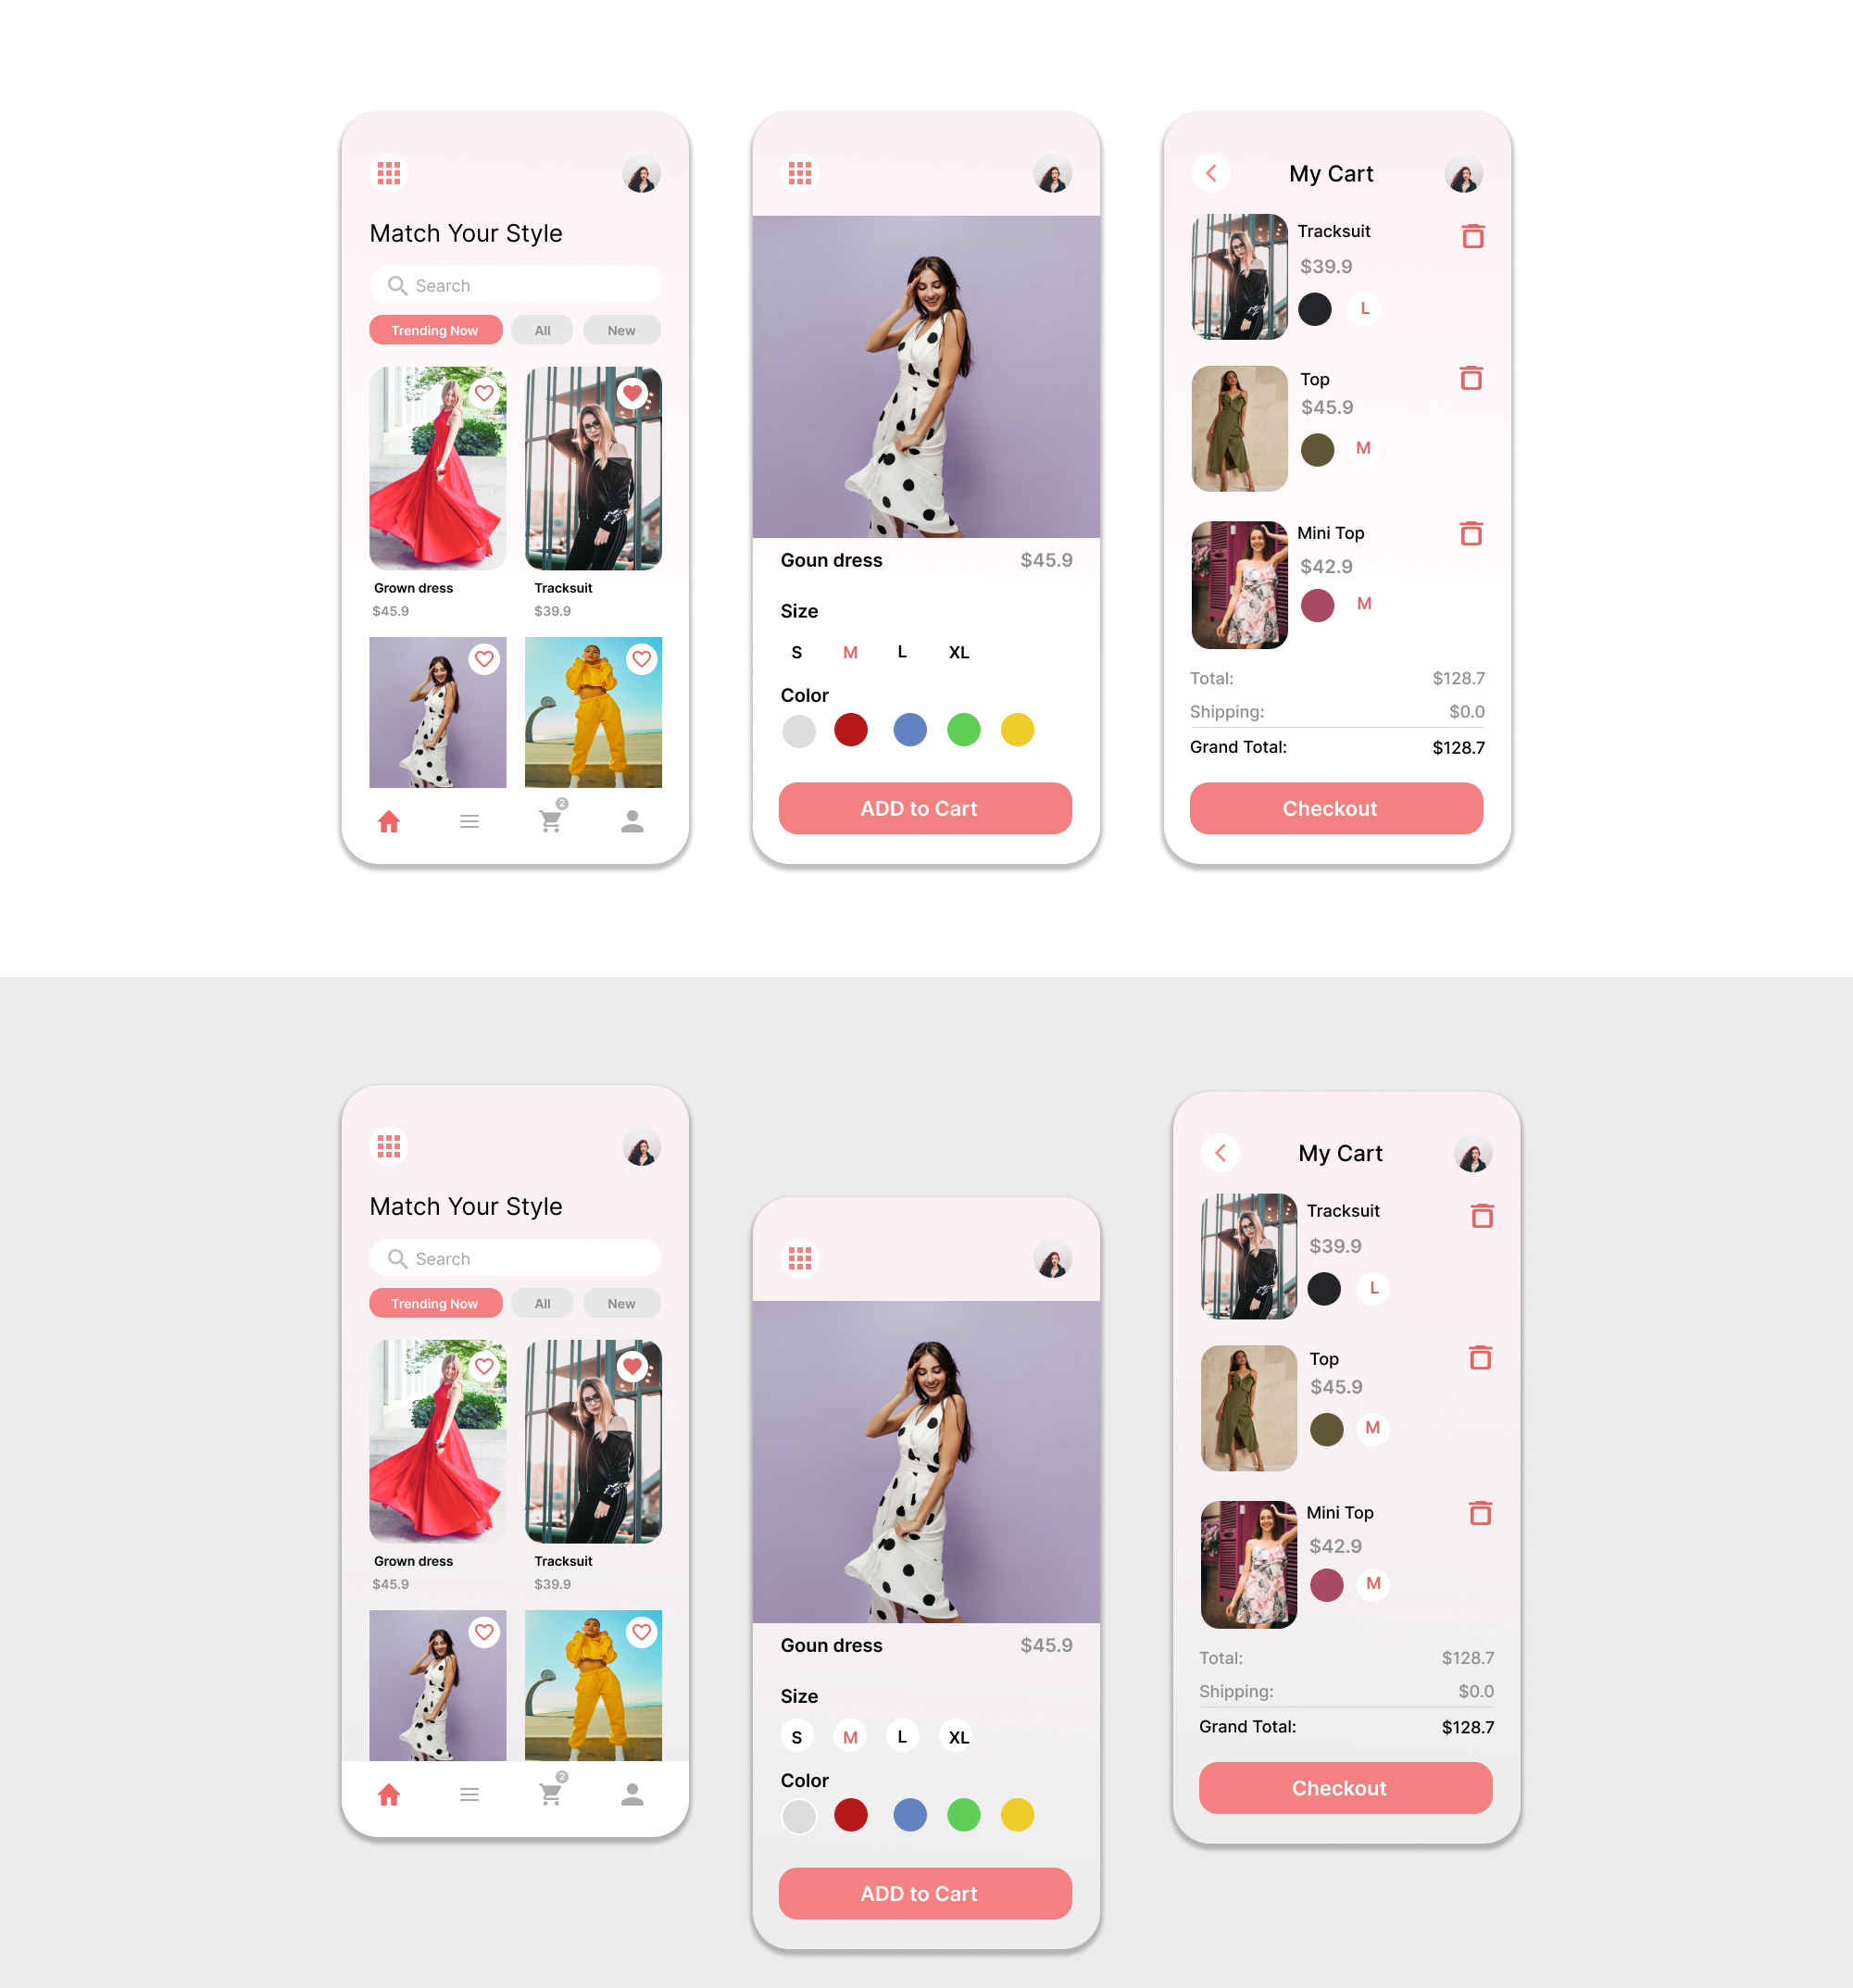 Match Your Style
Search
Trending Now All New
Grown dress Tracksuit
$45.9 $39.9
2
Goun dress $45.9
Size
S M L XL
Color
ADD to Cart
My Cart
Tracksuit
$39.9
L
Top
$45.9
M
Mini Top
$42.9
M
Total: $128.7
Shipping: $0.0
Grand Total: $128.7
Checkout
Match Your Style
Search
Trending Now All New
Grown dress Tracksuit
$45.9 $39.9
2
Goun dress $45.9
Size
S M L XL
Color
ADD to Cart
My Cart
Tracksuit
$39.9
L
Top
$45.9
M
Mini Top
$42.9
M
Total: $128.7
Shipping: $0.0
Grand Total: $128.7
Checkout